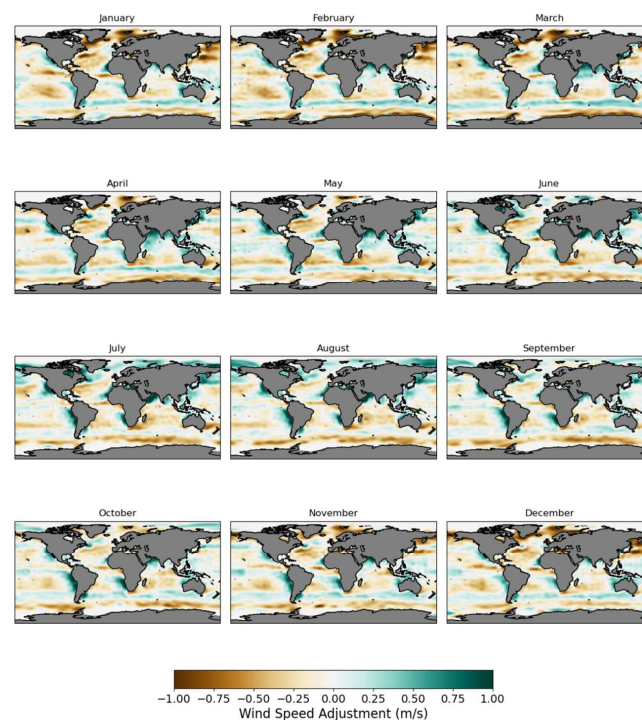 January February March
April May June
July August September
October November December
−1.00 −0.75 −0.50 −0.25 0.00 0.25 0.50 0.75 1.00
Wind Speed Adjustment (m/s)